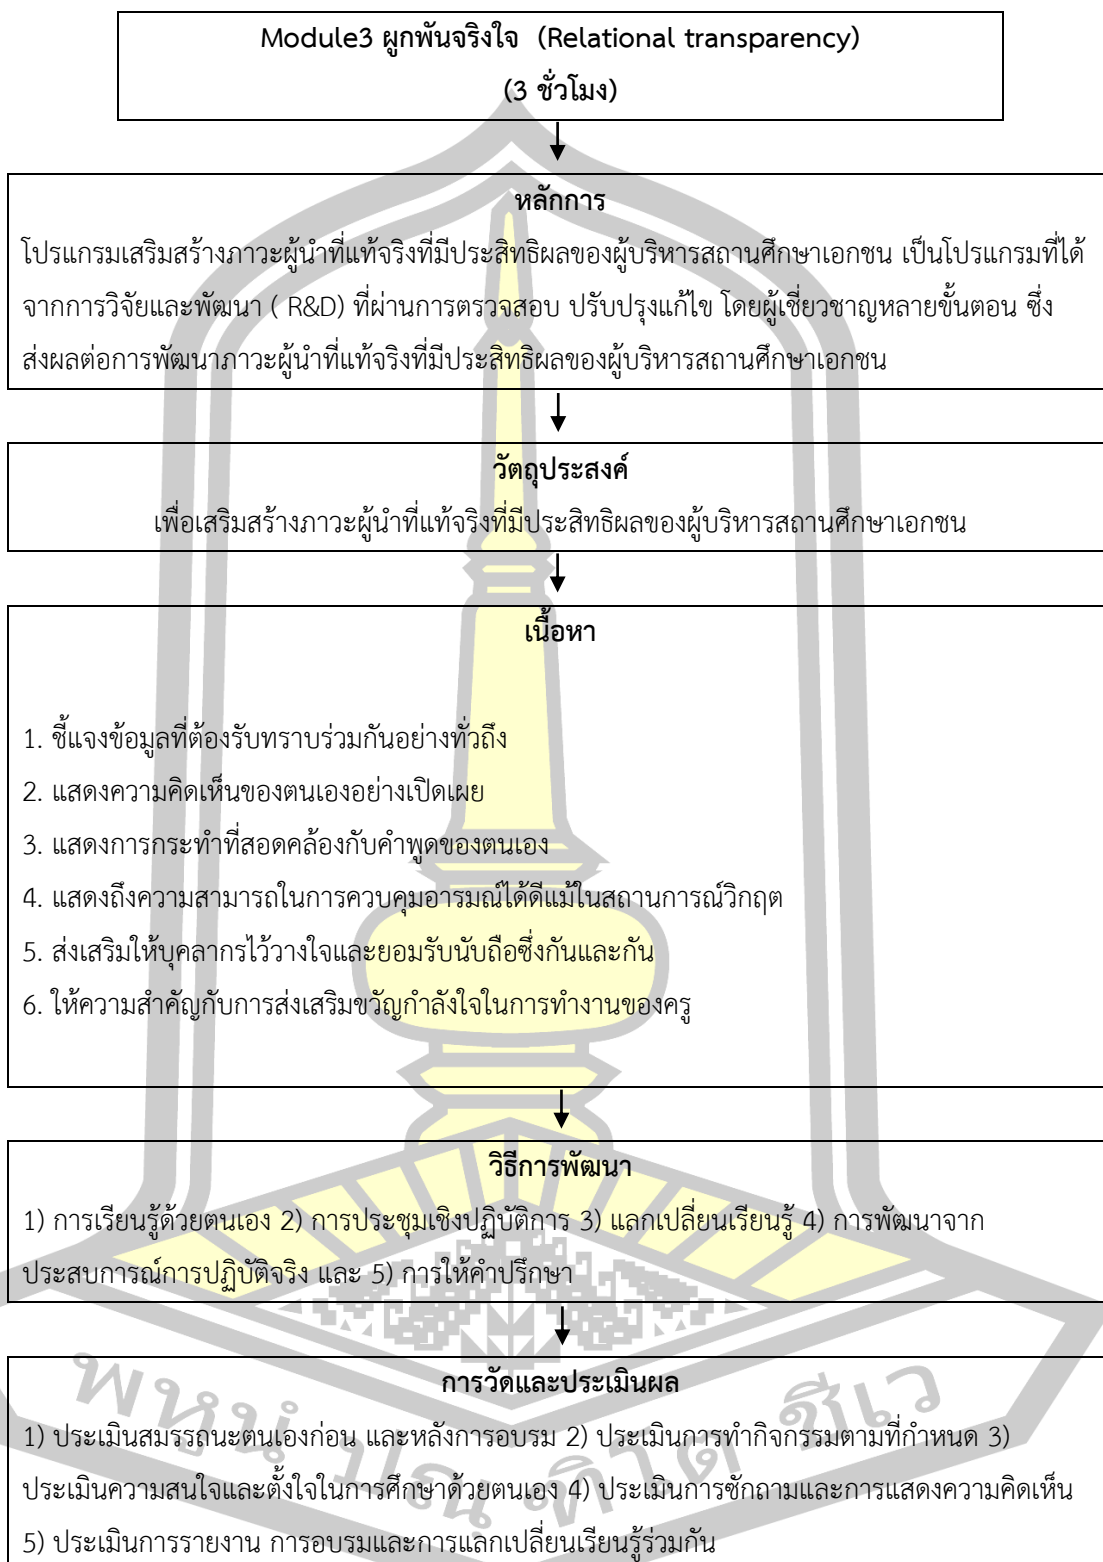 Module3 ผูกพันจริงใจ (Relational transparency)
(3 ชั่วโมง)
หลักการ
โปรแกรมเสริมสร้างภาวะผู้นำที่แท้จริงที่มีประสิทธิผลของผู้บริหารสถานศึกษาเอกชน เป็นโปรแกรมที่ได้
จากการวิจัยและพัฒนา ( R&D) ที่ผ่านการตรวจสอบ ปรับปรุงแก้ไข โดยผู้เชี่ยวชาญหลายขั้นตอน ซึ่ง
ส่งผลต่อการพัฒนาภาวะผู้นำที่แท้จริงที่มีประสิทธิผลของผู้บริหารสถานศึกษาเอกชน
วัตถุประสงค์
เพื่อเสริมสร้างภาวะผู้นำที่แท้จริงที่มีประสิทธิผลของผู้บริหารสถานศึกษาเอกชน
เนื้อหา
1. ชี้แจงข้อมูลที่ต้องรับทราบร่วมกันอย่างทั่วถึง
2. แสดงความคิดเห็นของตนเองอย่างเปิดเผย
3. แสดงการกระทำที่สอดคล้องกับคำพูดของตนเอง
4. แสดงถึงความสามารถในการควบคุมอารมณ์ได้ดีแม้ในสถานการณ์วิกฤต
5. ส่งเสริมให้บุคลากรไว้วางใจและยอมรับนับถือซึ่งกันและกัน
6. ให้ความสำคัญกับการส่งเสริมขวัญกำลังใจในการทำงานของครู
วิธีการพัฒนา
1) การเรียนรู้ด้วยตนเอง 2) การประชุมเชิงปฏิบัติการ 3) แลกเปลี่ยนเรียนรู้ 4) การพัฒนาจาก
ประสบการณ์การปฏิบัติจริง และ 5) การให้คำปรึกษา
การวัดและประเมินผล
1) ประเมินสมรรถนะตนเองก่อน และหลังการอบรม 2) ประเมินการทำกิจกรรมตามที่กำหนด 3)
ประเมินความสนใจและตั้งใจในการศึกษาด้วยตนเอง 4) ประเมินการซักถามและการแสดงความคิดเห็น
5) ประเมินการรายงาน การอบรมและการแลกเปลี่ยนเรียนรู้ร่วมกัน
พหุนํ ปณฺฑิโต ชีเว